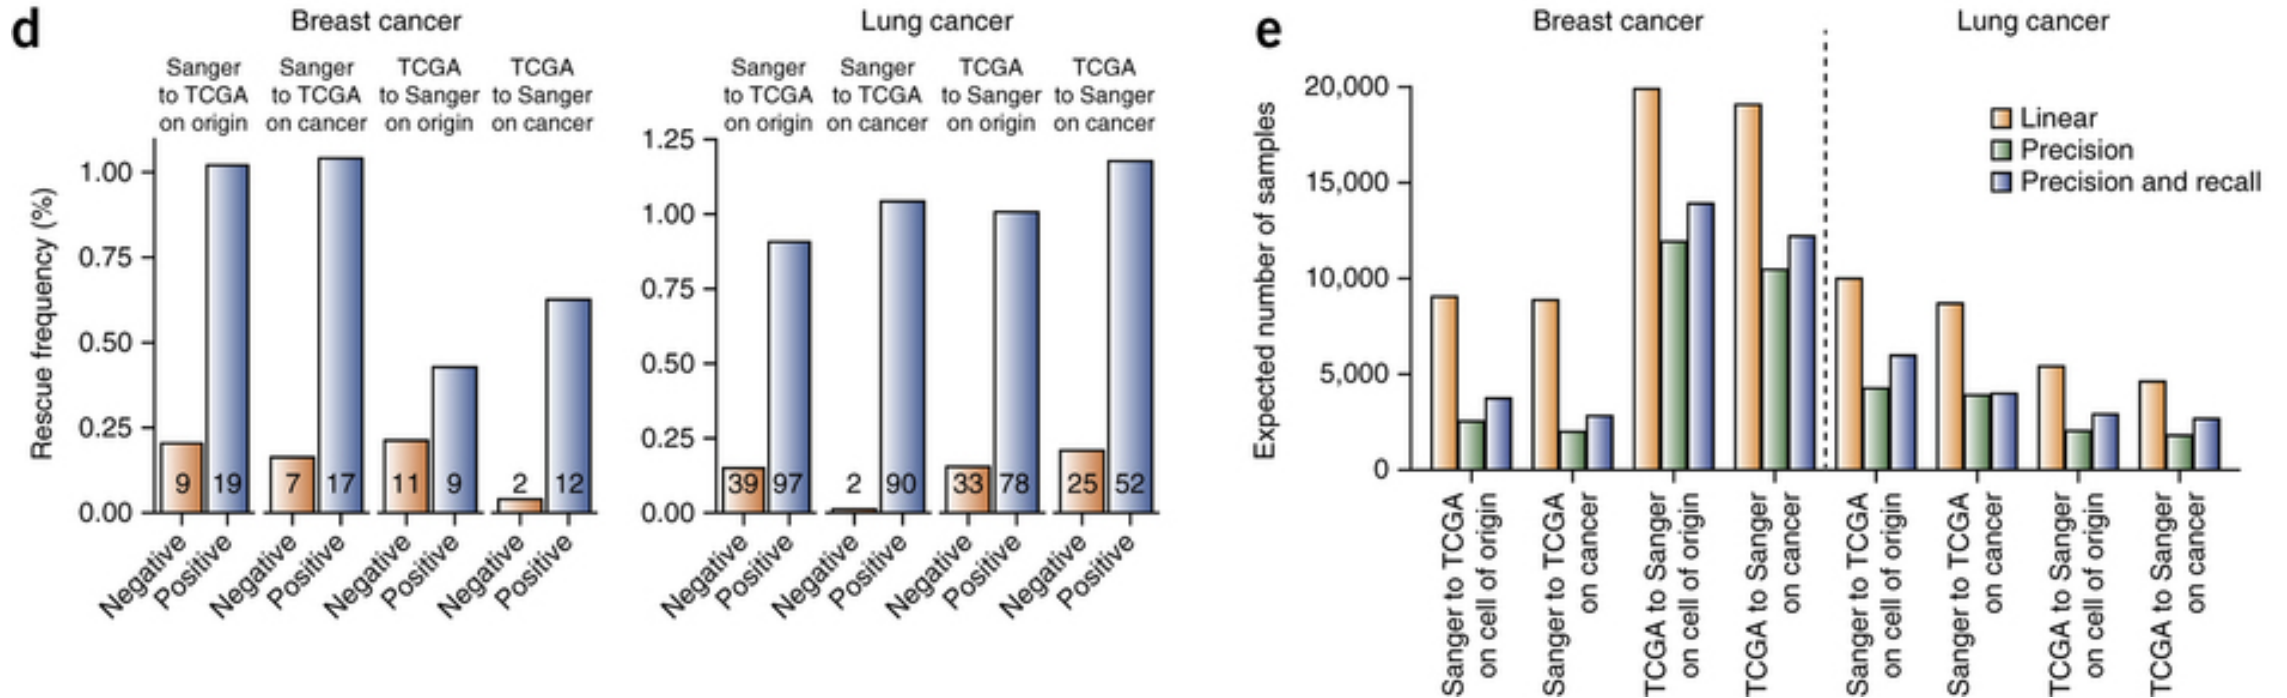 d
Breast cancer
Sanger
to TCGA
on origin
Sanger
to TCGA
on cancer
TCGA
to Sanger
on origin
TCGA
to Sanger
on cancer
Rescue frequency (%)
1.00
0.75
0.50
0.25
0.00
9
19
7
17
11
9
2
12
Negative
Positive
Negative
Positive
Negative
Positive
Negative
Positive
Lung cancer
Sanger
to TCGA
on origin
Sanger
to TCGA
on cancer
TCGA
to Sanger
on origin
TCGA
to Sanger
on cancer
1.25
1.00
0.75
0.50
0.25
0.00
39
97
2
90
33
78
25
52
Negative
Positive
Negative
Positive
Negative
Positive
Negative
Positive
e
Breast cancer
Lung cancer
Expected number of samples
20,000
15,000
10,000
5,000
0
Linear
Precision
Precision and recall
Sanger to TCGA
on cell of origin
Sanger to TCGA
on cancer
TCGA to Sanger
on cell of origin
TCGA to Sanger
on cancer
Sanger to TCGA
on cell of origin
Sanger to TCGA
on cancer
TCGA to Sanger
on cell of origin
TCGA to Sanger
on cancer